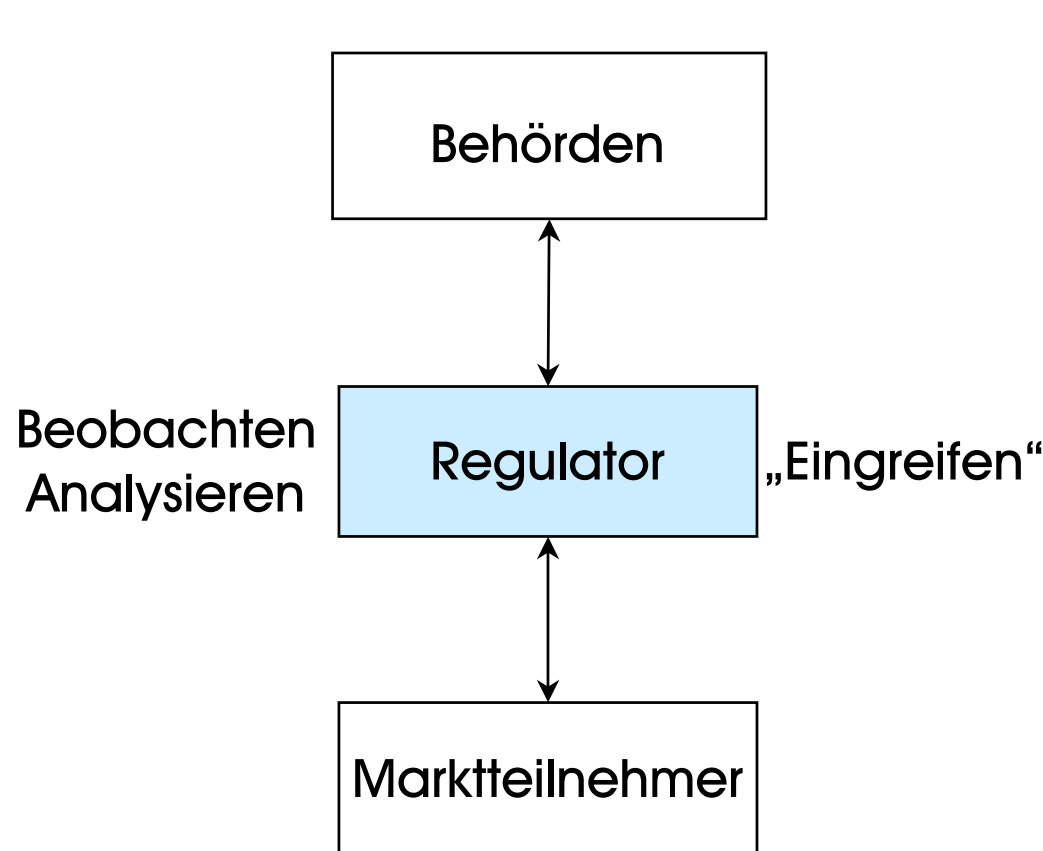 Behörden
Beobachten
Analysieren
Regulator
„Eingreifen“
Marktteilnehmer